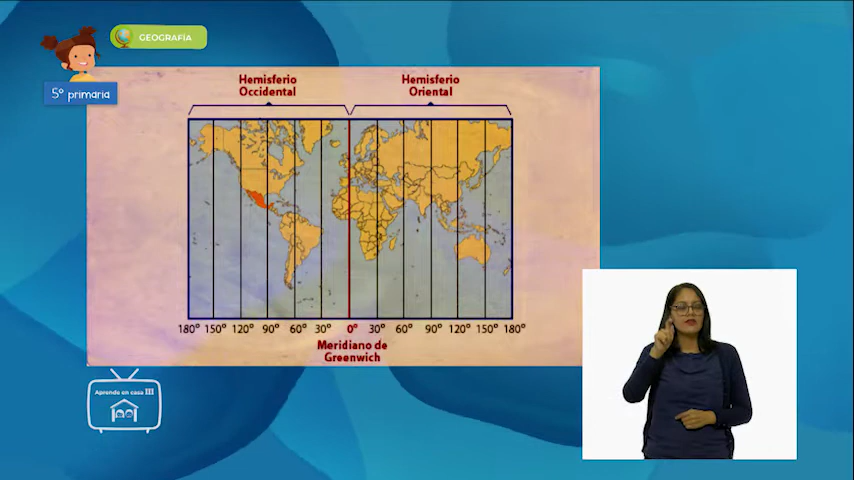 GEOGRAFÍA
5° primaria
Hemisferio
Occidental
Hemisferio
Oriental
180° 150° 120° 90° 60° 30° 0° 30° 60° 90° 120° 150° 180°
Meridiano de
Greenwich
Aprende en casa III